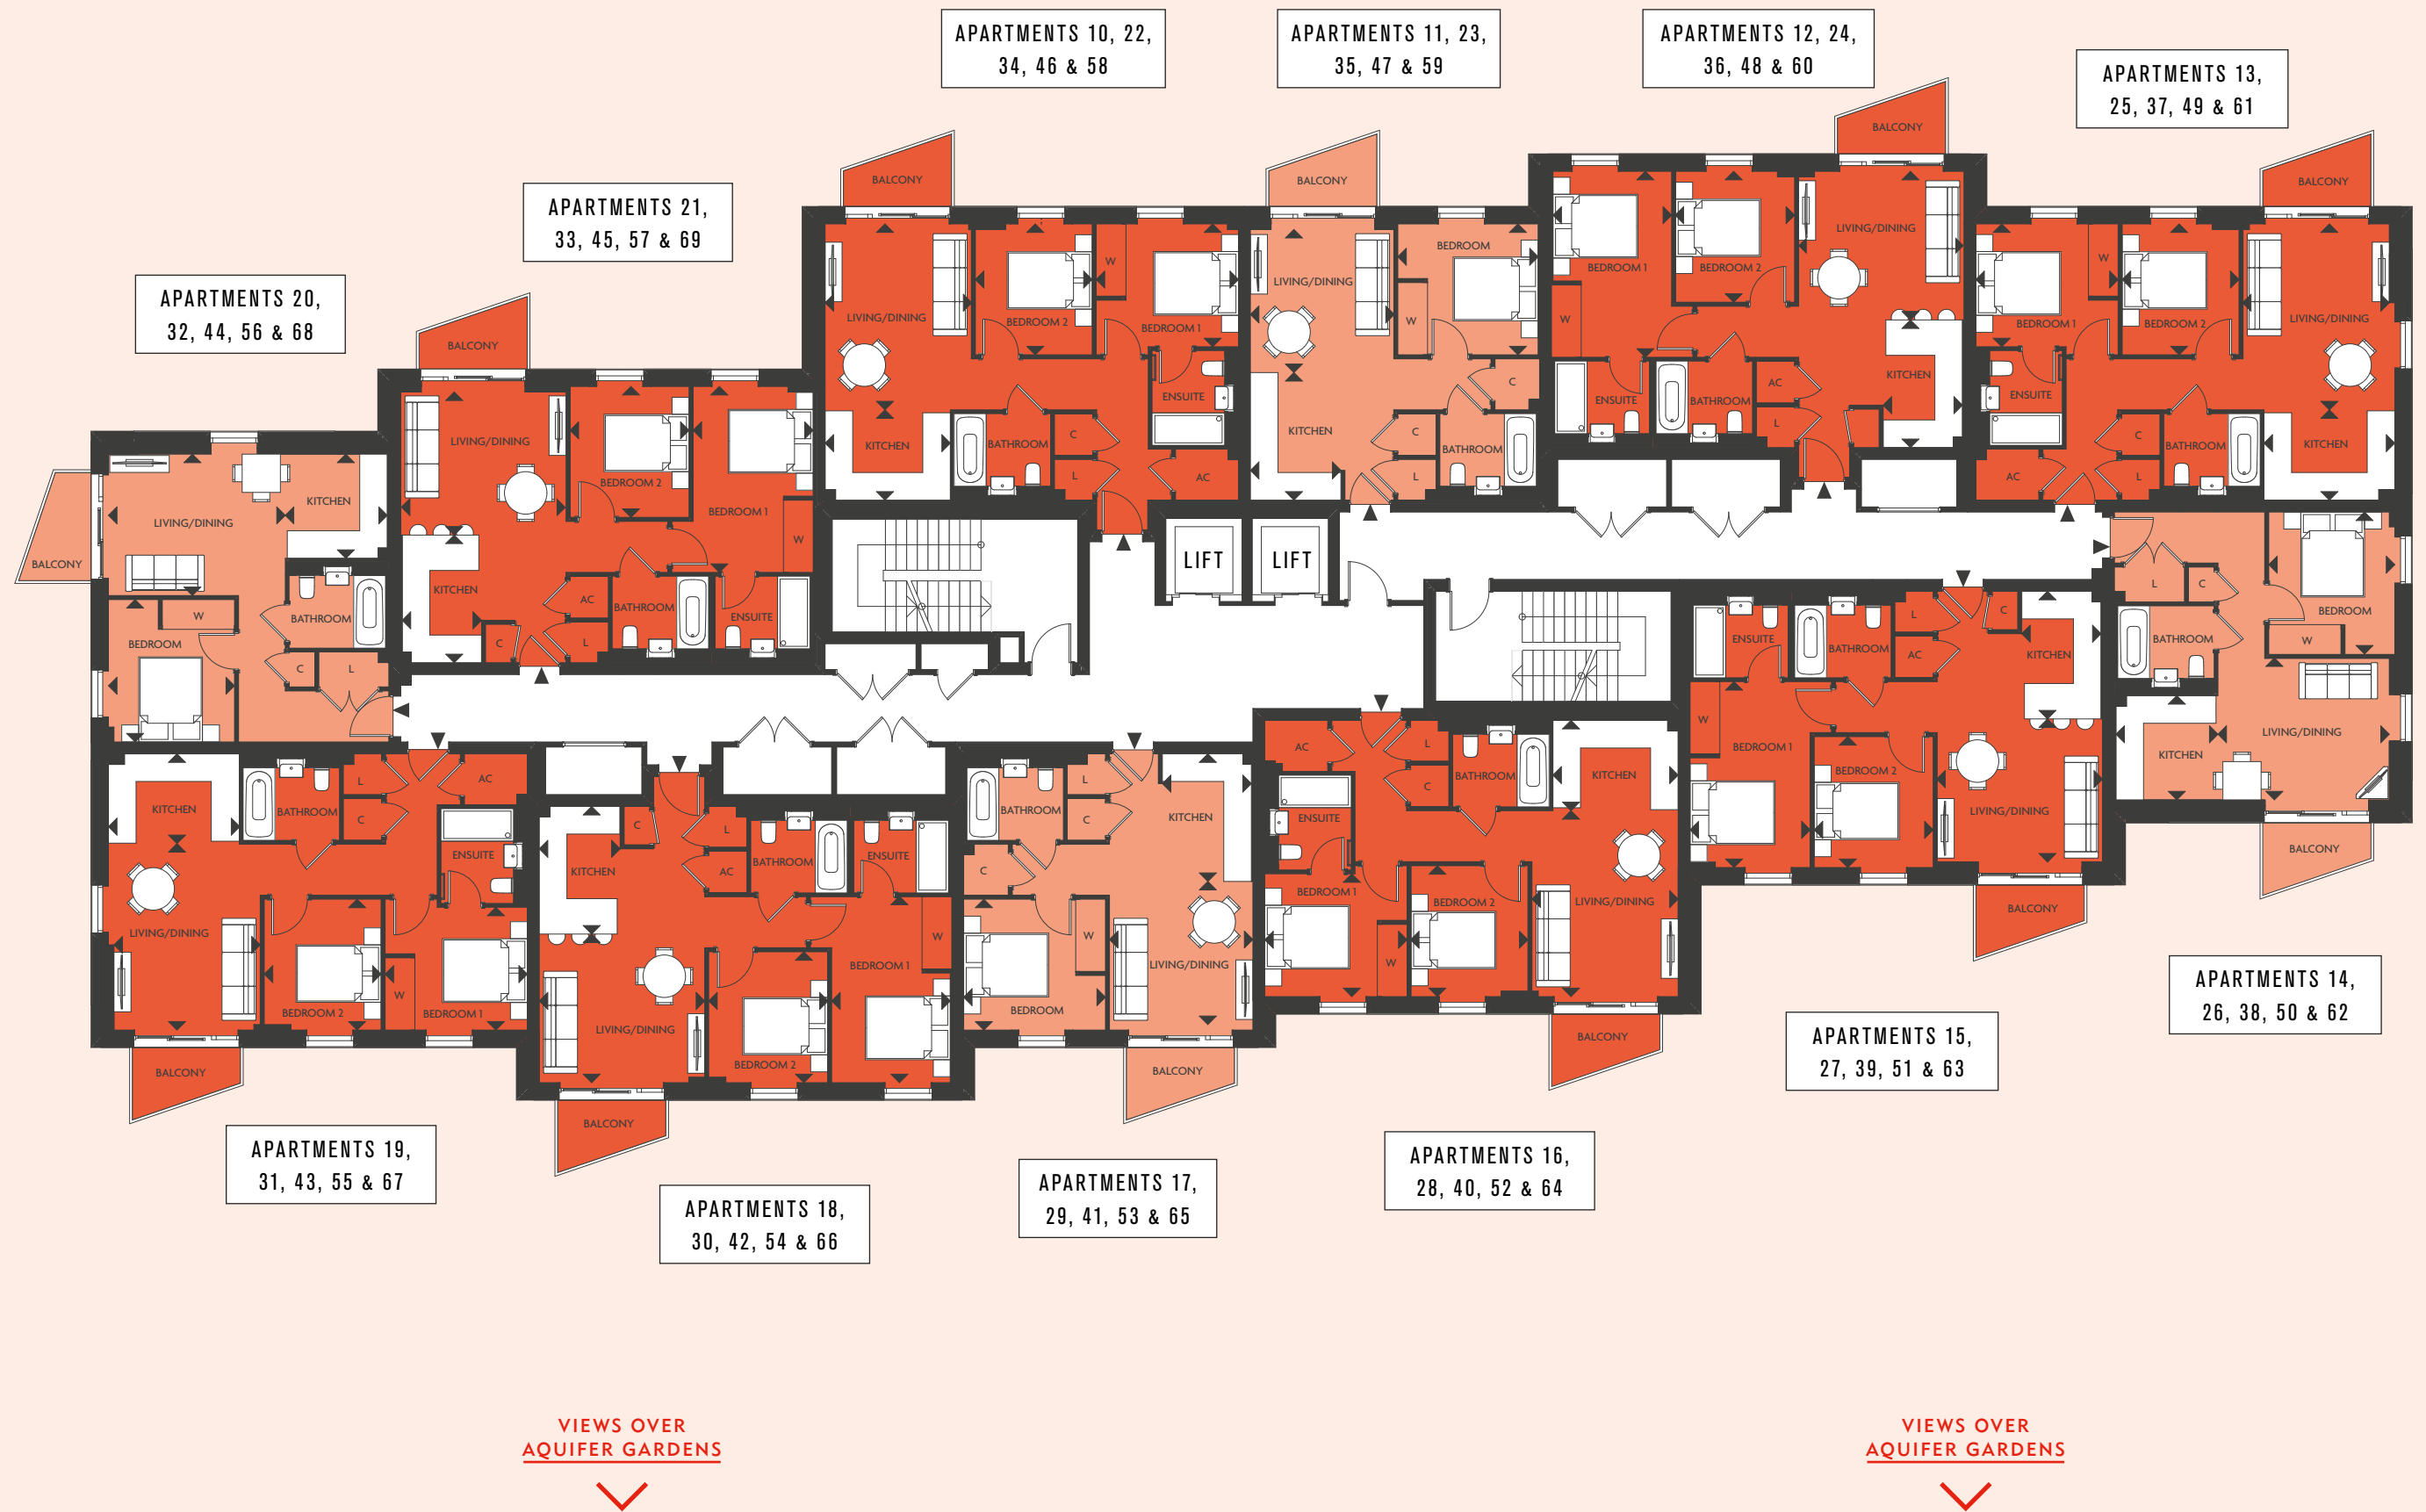 APARTMENTS 10, 22,
34, 46 & 58
APARTMENTS 11, 23,
35, 47 & 59
APARTMENTS 12, 24,
36, 48 & 60
APARTMENTS 13,
25, 37, 49 & 61
APARTMENTS 21,
33, 45, 57 & 69
APARTMENTS 20,
32, 44, 56 & 68
BALCONY
LIVING/DINING
KITCHEN
BATHROOM
W
BEDROOM
C
L
BALCONY
LIVING/DINING
BEDROOM 2
BEDROOM 1
W
KITCHEN
AC
BATHROOM
ENSUITE
C
L
BALCONY
LIVING/DINING
BEDROOM 2
W
BEDROOM 1
ENSUITE
KITCHEN
BATHROOM
C
L
AC
BALCONY
LIVING/DINING
BEDROOM
W
C
KITCHEN
C
BATHROOM
L
BALCONY
BEDROOM 1
BEDROOM 2
LIVING/DINING
W
ENSUITE
BATHROOM
AC
L
KITCHEN
BALCONY
BEDROOM 1
W
BEDROOM 2
LIVING/DINING
ENSUITE
C
BATHROOM
KITCHEN
AC
L
LIFT
LIFT
L
C
BEDROOM
BATHROOM
W
KITCHEN
LIVING/DINING
BALCONY
ENSUITE
BATHROOM
L
C
AC
KITCHEN
W
BEDROOM 1
BEDROOM 2
LIVING/DINING
BALCONY
AC
L
C
BATHROOM
KITCHEN
ENSUITE
BEDROOM 1
BEDROOM 2
LIVING/DINING
W
BALCONY
BATHROOM
L
C
KITCHEN
C
W
BEDROOM
LIVING/DINING
BALCONY
KITCHEN
C
L
AC
BATHROOM
ENSUITE
W
BEDROOM 1
LIVING/DINING
BEDROOM 2
BALCONY
KITCHEN
BATHROOM
L
C
AC
ENSUITE
LIVING/DINING
BEDROOM 2
W
BEDROOM 1
BALCONY
APARTMENTS 14,
26, 38, 50 & 62
APARTMENTS 15,
27, 39, 51 & 63
APARTMENTS 19,
31, 43, 55 & 67
APARTMENTS 16,
28, 40, 52 & 64
APARTMENTS 17,
29, 41, 53 & 65
APARTMENTS 18,
30, 42, 54 & 66
VIEWS OVER
AQUIFER GARDENS
VIEWS OVER
AQUIFER GARDENS